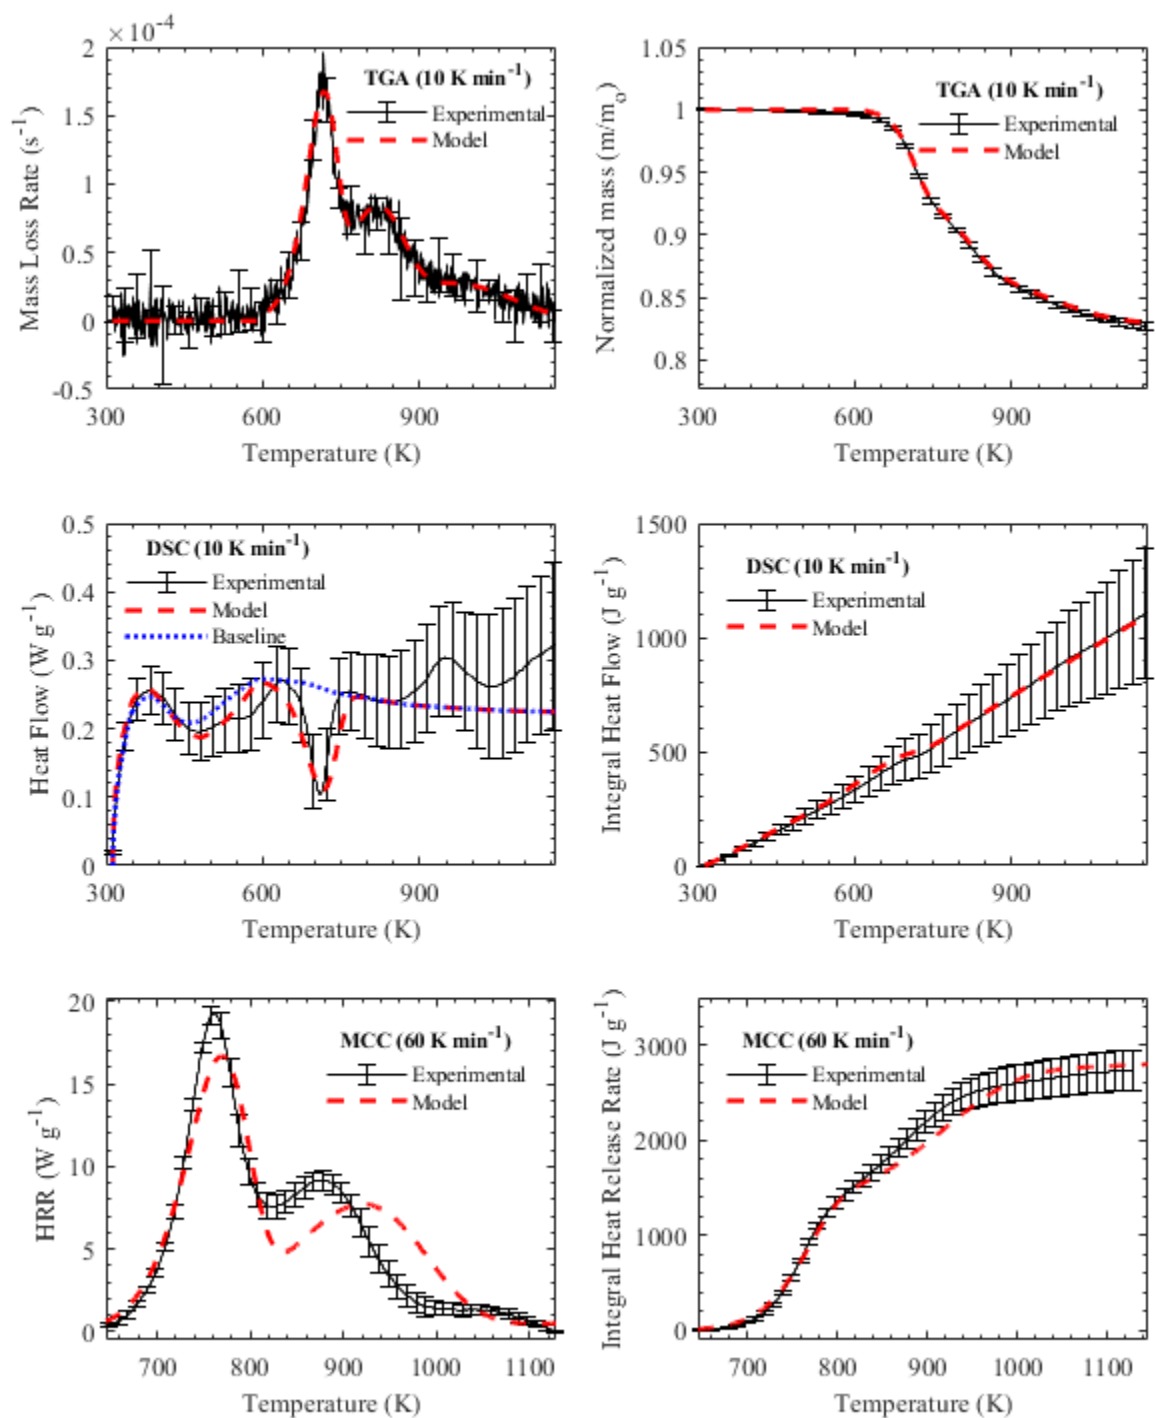 ×10⁻⁴
2
1.5
1
0.5
0
-0.5
Mass Loss Rate (s⁻¹)
TGA (10 K min⁻¹)
Experimental
Model
300
600
900
Temperature (K)
1.05
1
0.95
0.9
0.85
0.8
Normalized mass (m/mₒ)
TGA (10 K min⁻¹)
Experimental
Model
300
600
900
Temperature (K)
0.5
0.4
0.3
0.2
0.1
0
Heat Flow (W g⁻¹)
DSC (10 K min⁻¹)
Experimental
Model
Baseline
300
600
900
Temperature (K)
1500
1000
500
0
Integral Heat Flow (J g⁻¹)
DSC (10 K min⁻¹)
Experimental
Model
300
600
900
Temperature (K)
20
15
10
5
0
HRR (W g⁻¹)
MCC (60 K min⁻¹)
Experimental
Model
700
800
900
1000
1100
Temperature (K)
3000
2000
1000
0
Integral Heat Release Rate (J g⁻¹)
MCC (60 K min⁻¹)
Experimental
Model
700
800
900
1000
1100
Temperature (K)